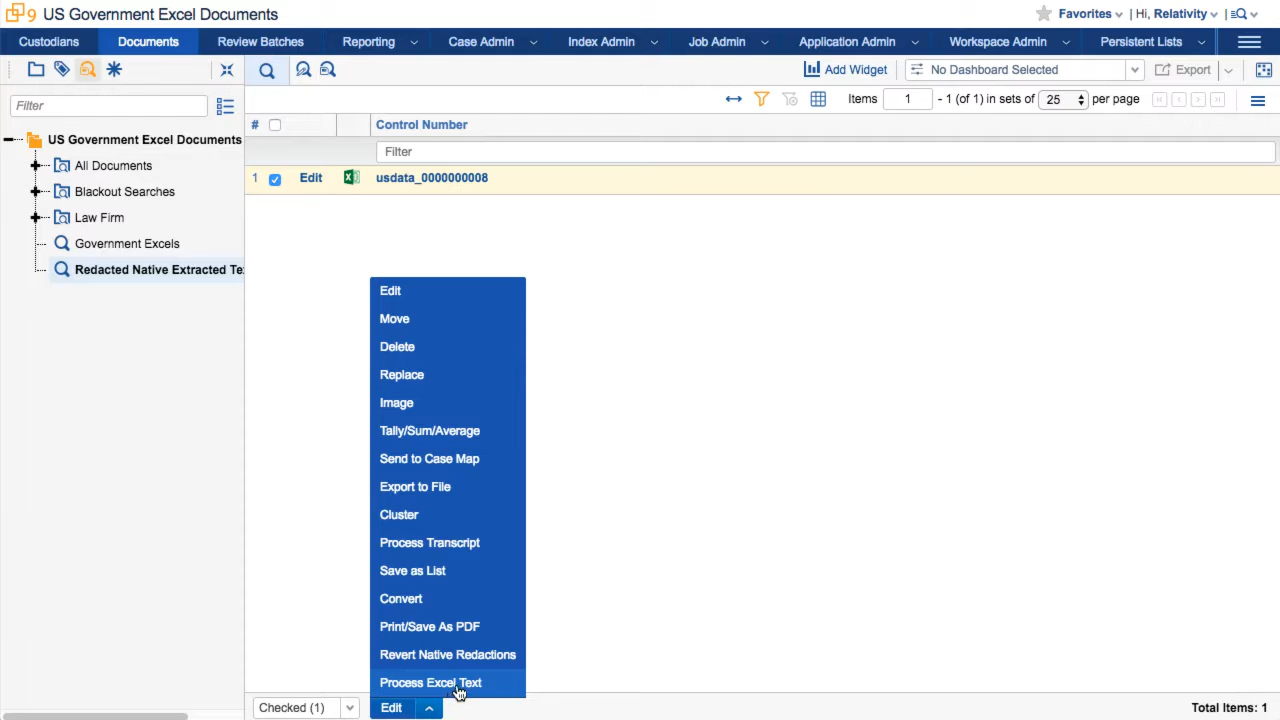 9 US Government Excel Documents
Favorites | Hi, Relativity |
Custodians Documents Review Batches Reporting Case Admin Index Admin Job Admin Application Admin Workspace Admin Persistent Lists
Add Widget No Dashboard Selected Export
Filter
Items 1 - 1 (of 1) in sets of 25 per page
# Control Number
US Government Excel Documents
Filter
All Documents
1 Edit usdata_0000000008
Blackout Searches
Law Firm
Government Excels
Redacted Native Extracted Te
Edit
Move
Delete
Replace
Image
Tally/Sum/Average
Send to Case Map
Export to File
Cluster
Process Transcript
Save as List
Convert
Print/Save As PDF
Revert Native Redactions
Process Excel Text
Checked (1) Edit Total Items: 1